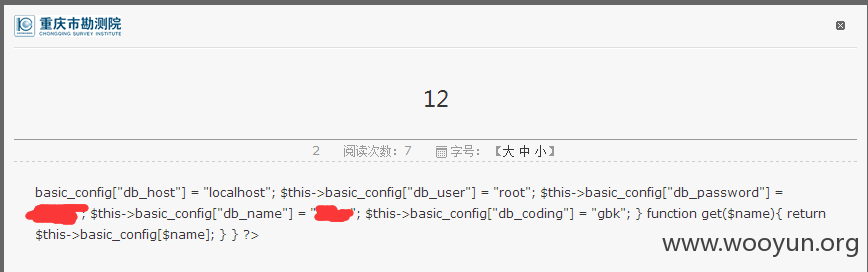 重庆市勘测院
CHONGQING SURVEY INSTITUTE
12
2 阅读次数：7 字号：【大 中 小】
basic_config["db_host"] = "localhost"; $this->basic_config["db_user"] = "root"; $this->basic_config["db_password"] =
; $this->basic_config["db_name"] = " "; $this->basic_config["db_coding"] = "gbk"; } function get($name){ return
$this->basic_config[$name]; } } ?>
www.wooyun.org